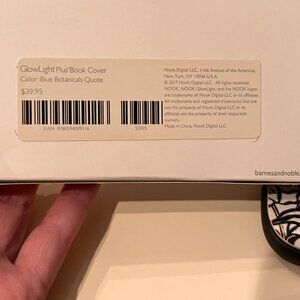 GlowLight Plus® Book Cover
Color: Blue Botanicals Quote
$39.95
EAN 9780594099116
53995
Nook Digital LLC, 1166 Avenue of the Americas,
New York, NY 10036 U.S.A.
© 2017 Nook Digital LLC. All rights reserved.
NOOK, NOOK GlowLight, and the NOOK logos
are trademarks of Nook Digital LLC or its affiliates.
All trademarks and registered trademarks that are
not the property of Nook Digital LLC or its affiliates
are the property of their respective
owners.
Made in China. Nook Digital LLC
barnesandnoble.